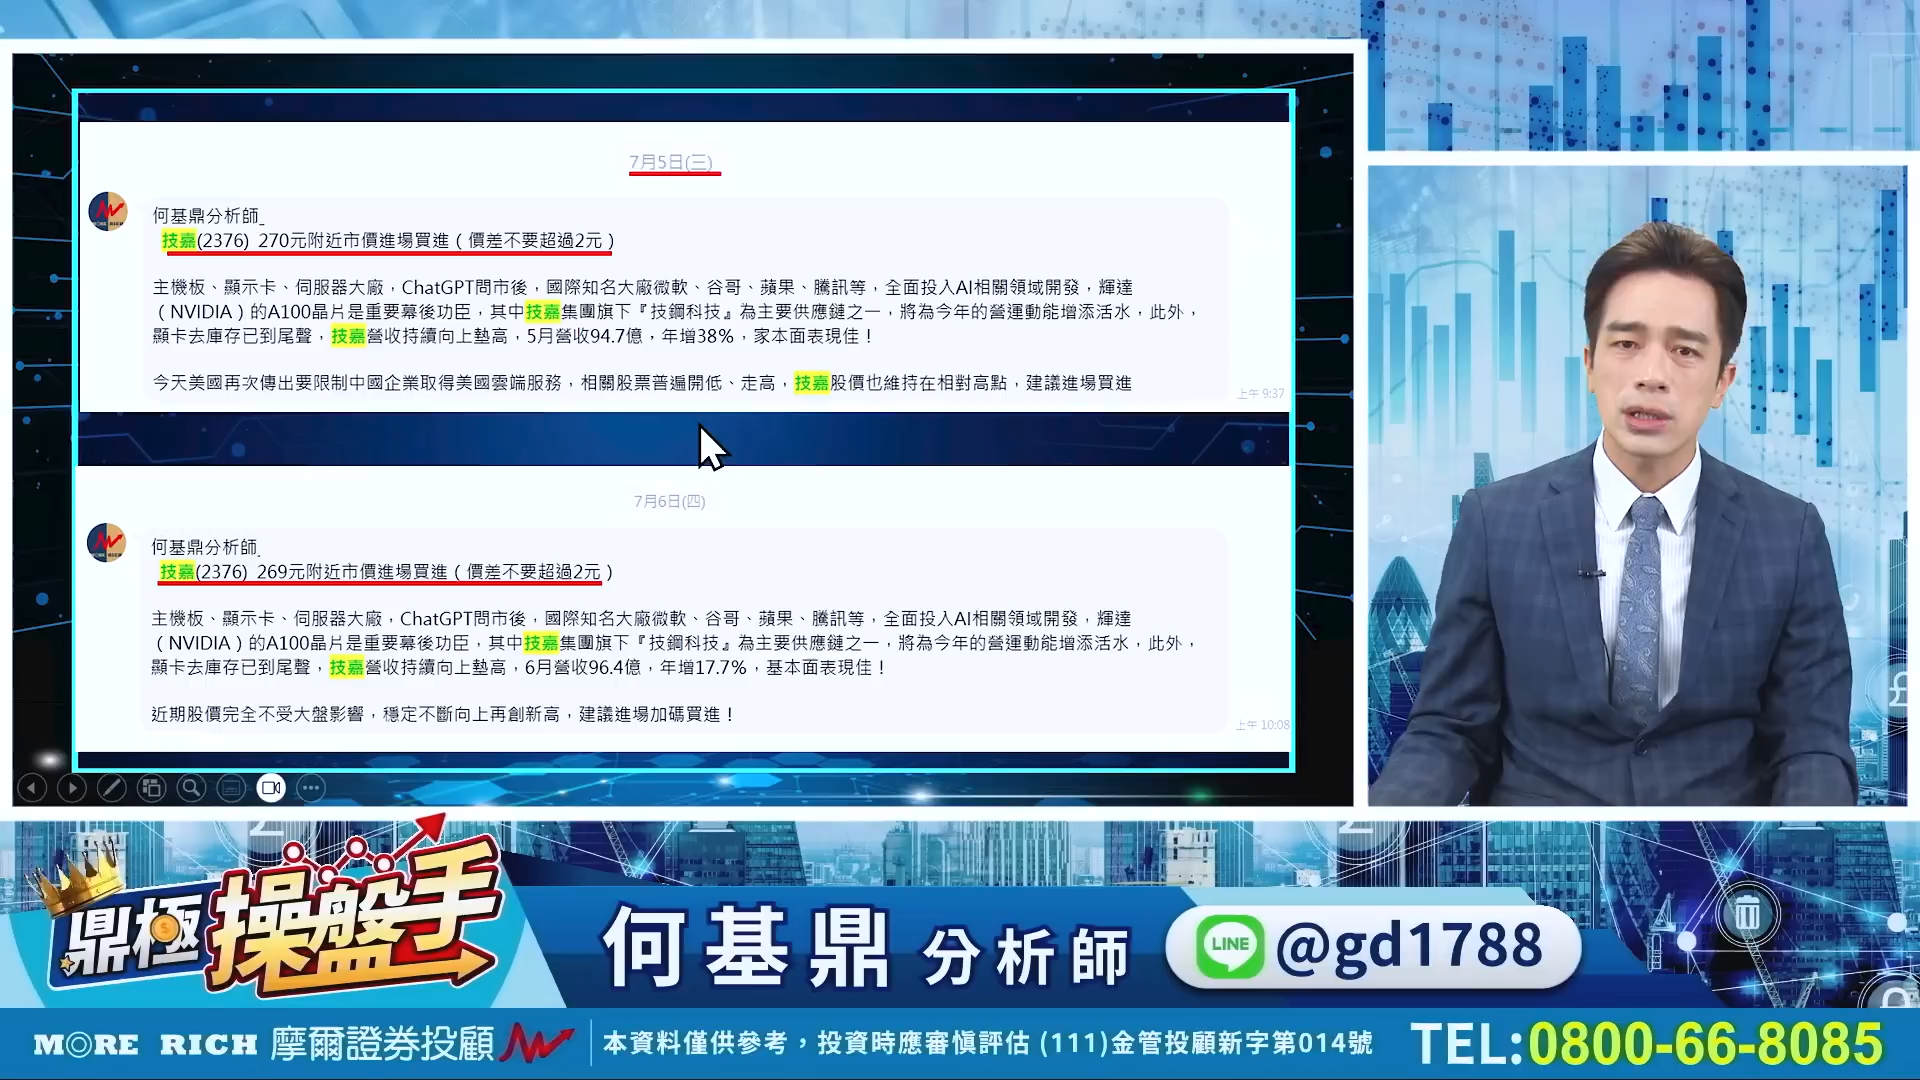 7月5日(三)
何基鼎分析師_
技嘉(2376) 270元附近市價進場買進（價差不要超過2元）
主機板、顯示卡、伺服器大廠，ChatGPT問市後，國際知名大廠微軟、谷哥、蘋果、騰訊等，全面投入AI相關領域開發，輝達
（NVIDIA）的A100晶片是重要幕後功臣，其中技嘉集團旗下『技鋼科技』為主要供應鏈之一，將為今年的營運動能增添活水，此外，
顯卡去庫存已到尾聲，技嘉營收持續向上墊高，5月營收94.7億，年增38%，家本面表現佳！
今天美國再次傳出要限制中國企業取得美國雲端服務，相關股票普遍開低、走高，技嘉股價也維持在相對高點，建議進場買進
上午 9:37
7月6日(四)
何基鼎分析師_
技嘉(2376) 269元附近市價進場買進（價差不要超過2元）
主機板、顯示卡、伺服器大廠，ChatGPT問市後，國際知名大廠微軟、谷哥、蘋果、騰訊等，全面投入AI相關領域開發，輝達
（NVIDIA）的A100晶片是重要幕後功臣，其中技嘉集團旗下『技鋼科技』為主要供應鏈之一，將為今年的營運動能增添活水，此外，
顯卡去庫存已到尾聲，技嘉營收持續向上墊高，6月營收96.4億，年增17.7%，基本面表現佳！
近期股價完全不受大盤影響，穩定不斷向上再創新高，建議進場加碼買進！
上午 10:08
鼎極操盤手
何基鼎 分析師
LINE @gd1788
MORE RICH 摩爾證券投顧
本資料僅供參考，投資時應審慎評估 (111)金管投顧新字第014號
TEL:0800-66-8085